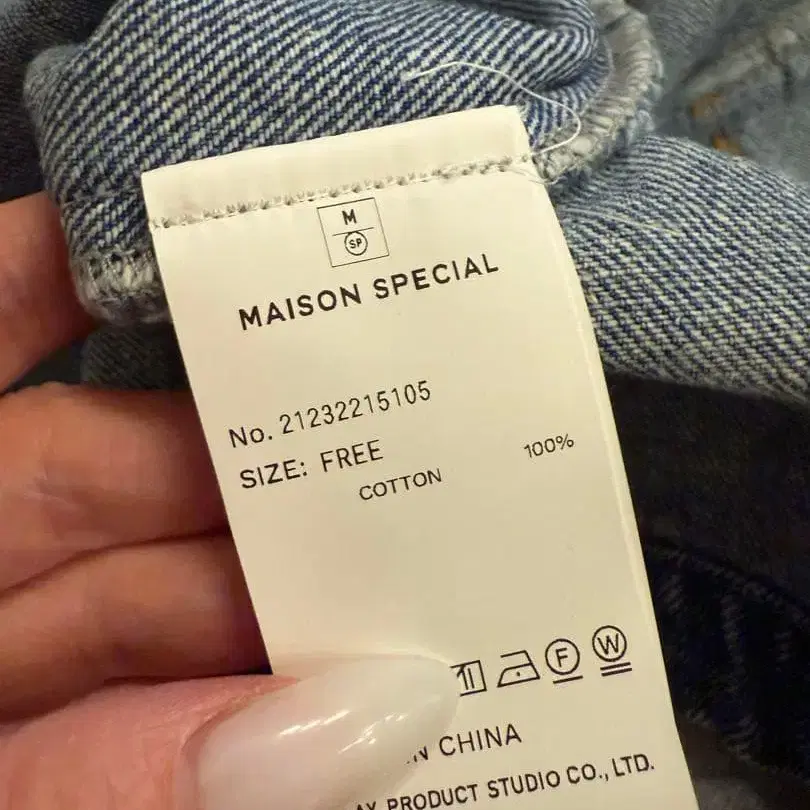 M
SP
MAISON SPECIAL
No. 21232215105
SIZE: FREE
COTTON 100%
F W
CHINA
PRODUCT STUDIO CO., LTD.